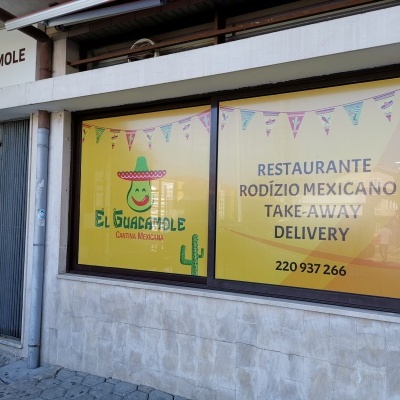 MOLE
EL GUACAMOLE
CANTINA MEXICANA
RESTAURANTE
RODÍZIO MEXICANO
TAKE-AWAY
DELIVERY
220 937 266